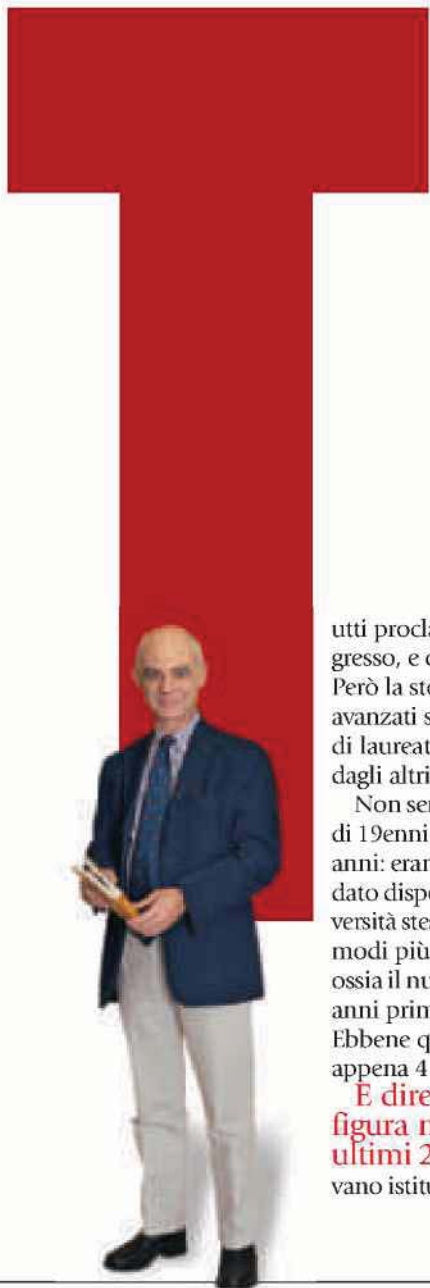 T
utti procla
gresso, e c
Però la sto
avanzati s
di laureat
dagli altri
Non ser
di 19enni
anni: eran
dato dispo
versità stes
modi più
ossia il nu
anni prim
Ebbene q
appena 4
E dire
figura n
ultimi 2
vano istitu